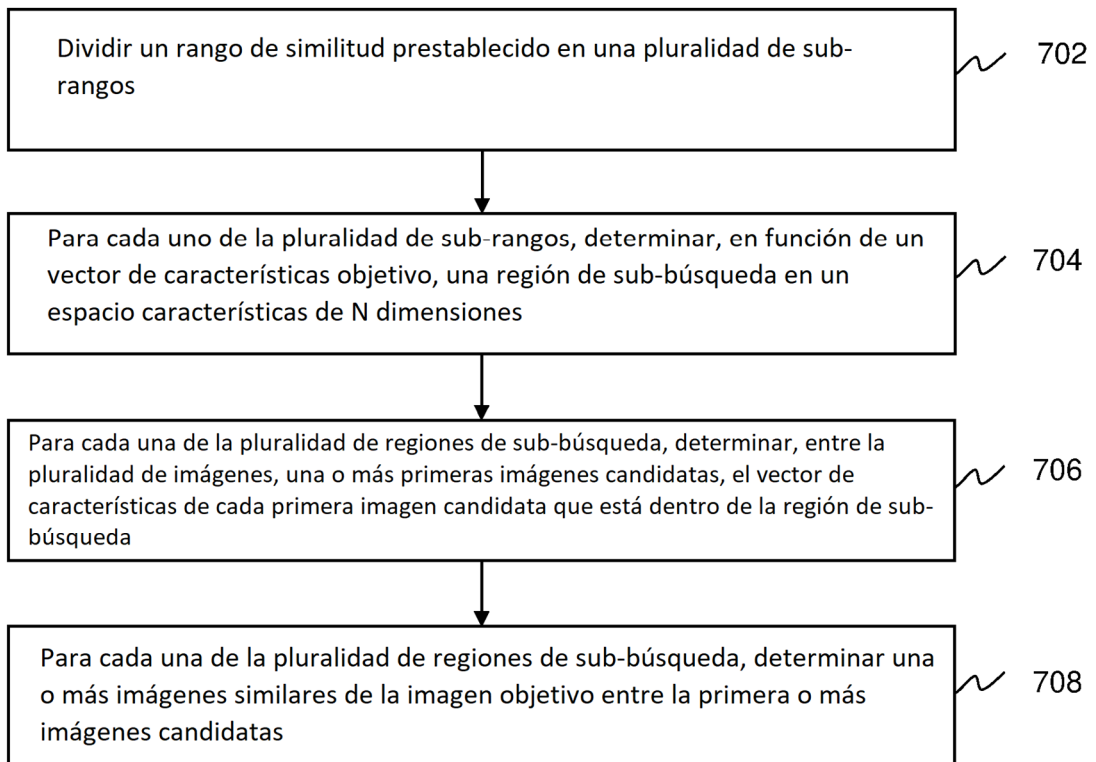 Dividir un rango de similitud prestablecido en una pluralidad de sub-
rangos
702
Para cada uno de la pluralidad de sub-rangos, determinar, en función de un
vector de características objetivo, una región de sub-búsqueda en un
espacio características de N dimensiones
704
Para cada una de la pluralidad de regiones de sub-búsqueda, determinar, entre la
pluralidad de imágenes, una o más primeras imágenes candidatas, el vector de
características de cada primera imagen candidata que está dentro de la región de sub-
búsqueda
706
Para cada una de la pluralidad de regiones de sub-búsqueda, determinar una
o más imágenes similares de la imagen objetivo entre la primera o más
imágenes candidatas
708